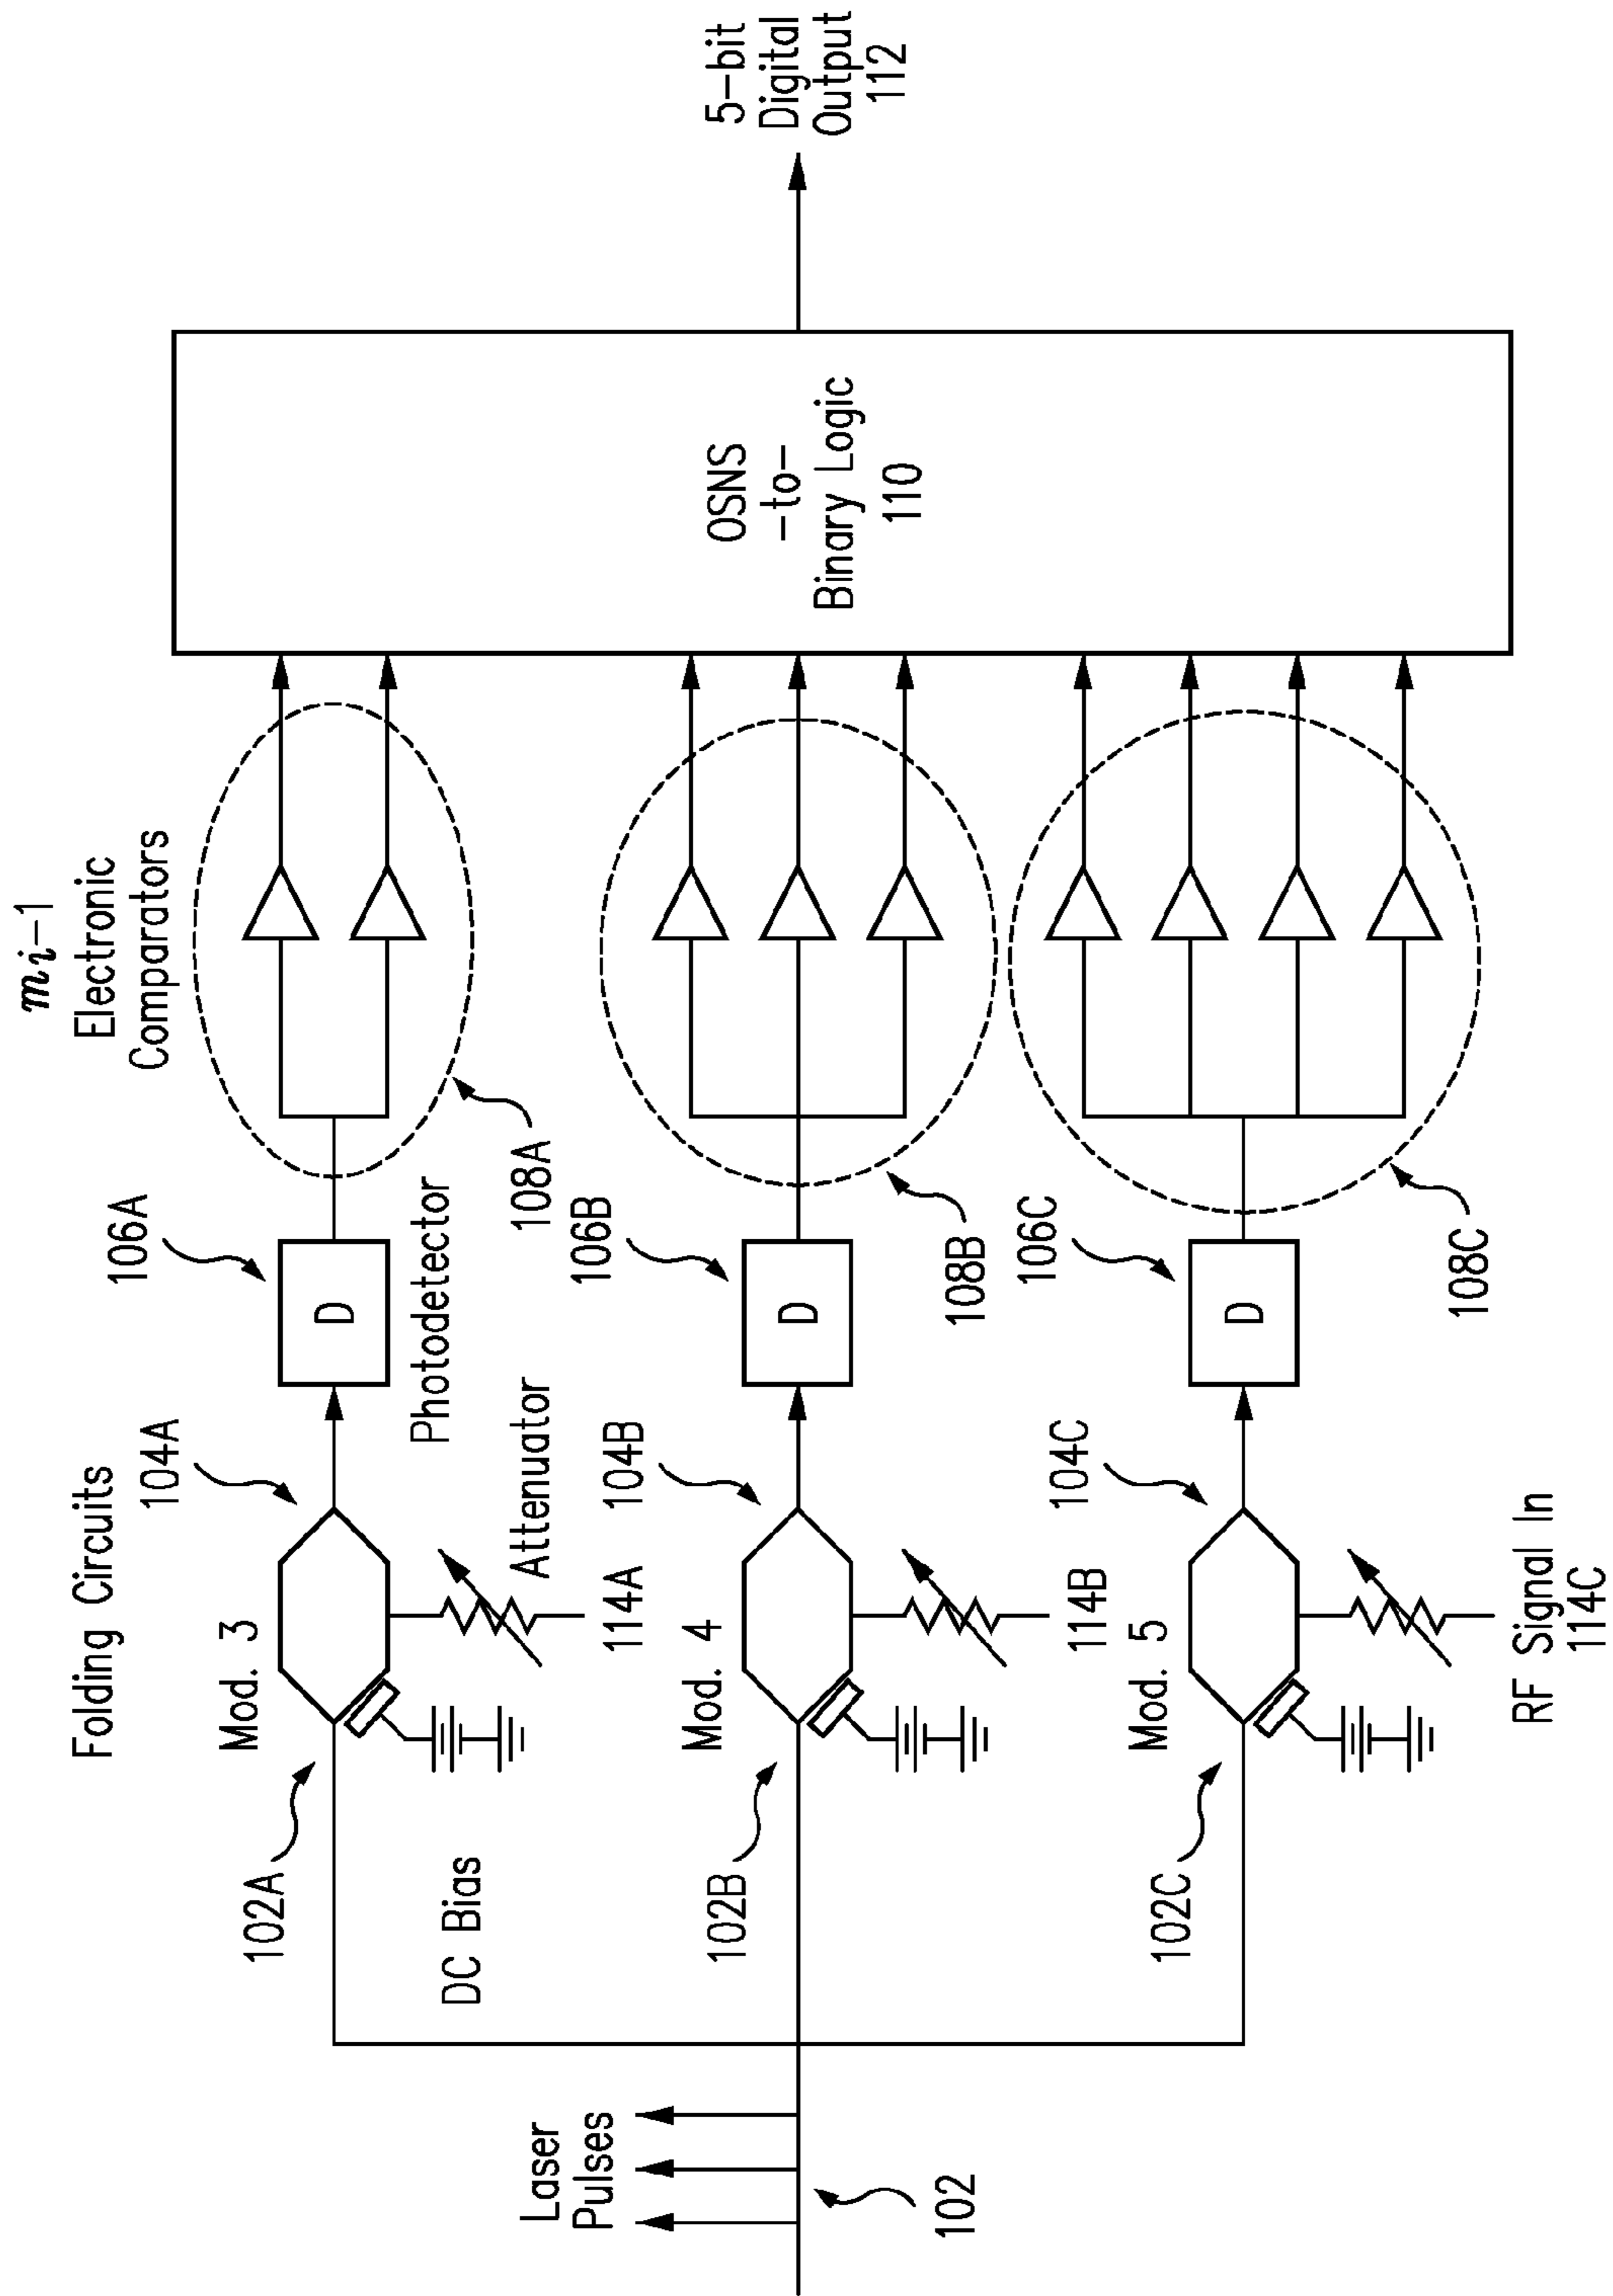 Laser
Pulses
102
Folding Circuits
102A
Mod. 3
104A
DC Bias
Attenuator
114A
106A
D
Photodetector
108A
m_i-1
Electronic
Comparators
102B
Mod. 4
104B
114B
106B
D
108B
102C
Mod. 5
104C
RF Signal In
114C
106C
D
108C
OSNS
-to-
Binary Logic
110
5-bit
Digital
Output
112